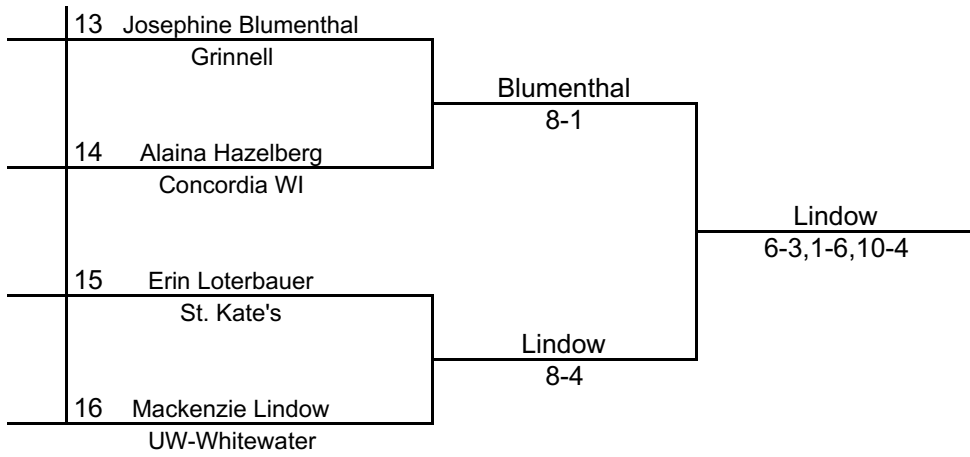 13 Josephine Blumenthal
Grinnell
Blumenthal
8-1
14 Alaina Hazelberg
Concordia WI
Lindow
6-3,1-6,10-4
15 Erin Loterbauer
St. Kate's
Lindow
8-4
16 Mackenzie Lindow
UW-Whitewater